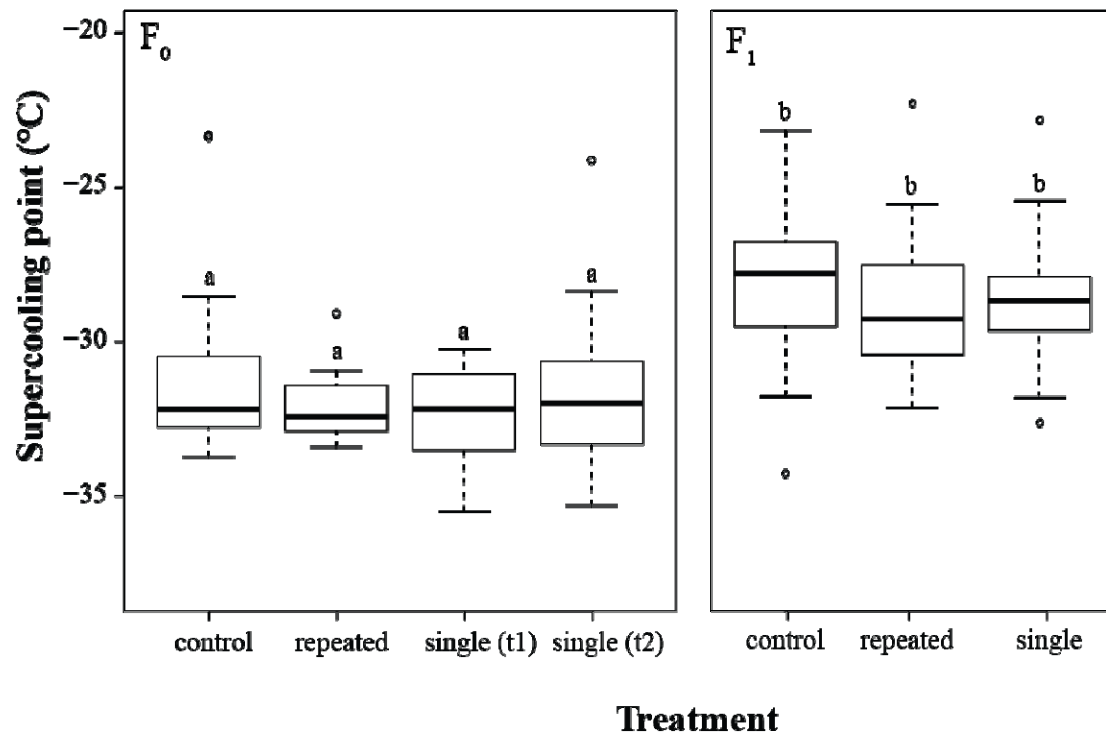 F₀
F₁
Supercooling point (°C)
−20
−25
−30
−35
a
a
a
a
b
b
b
control
repeated
single (t1)
single (t2)
control
repeated
single
Treatment